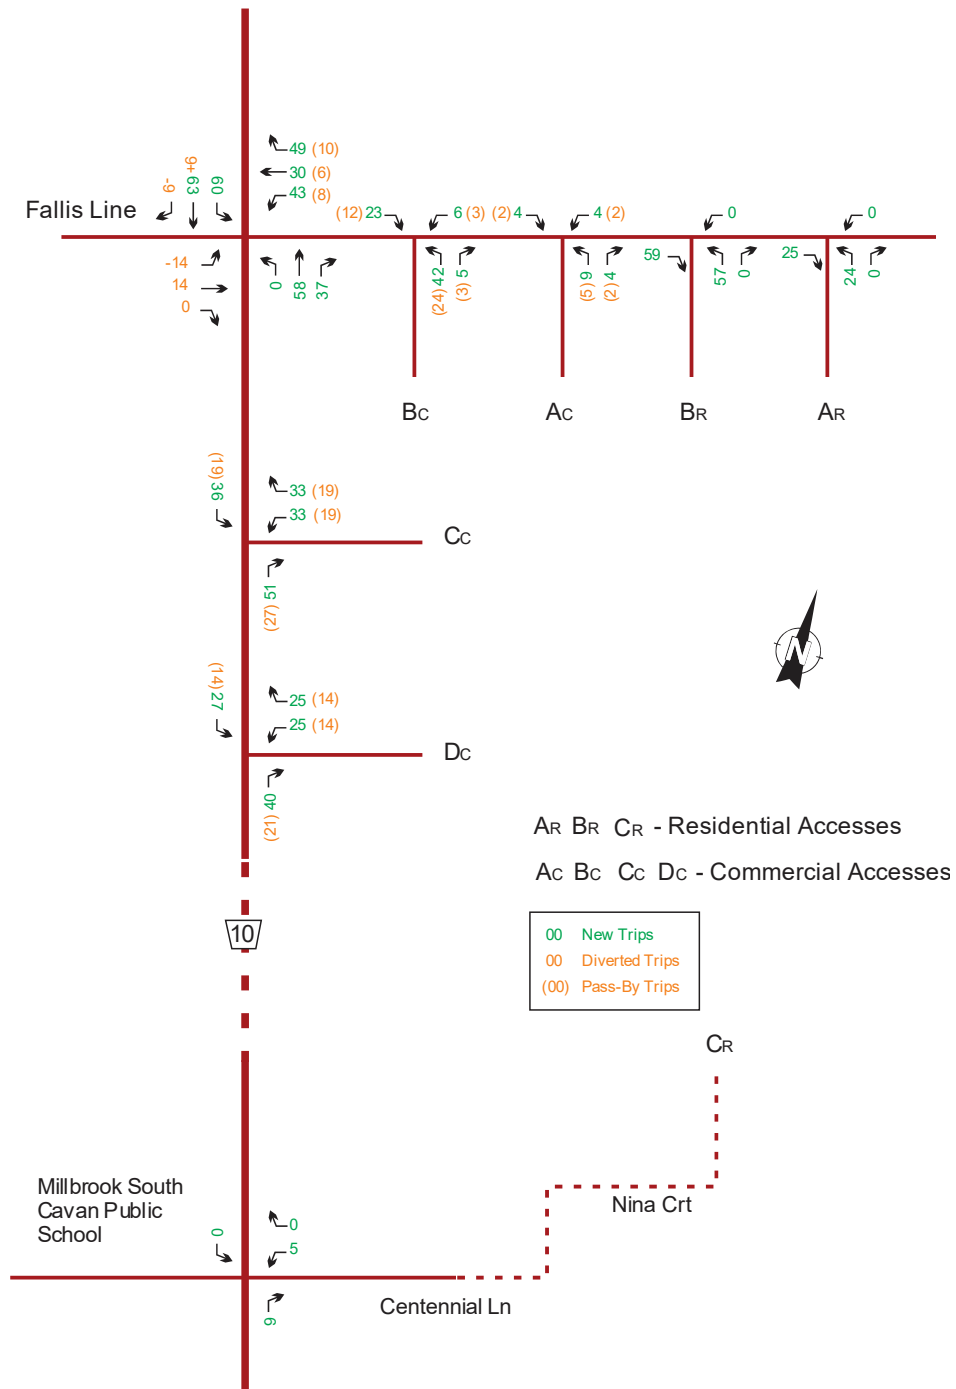 49 (10)
30 (6)
43 (8)
-9
63 +9
60
Fallis Line
(12) 23
6 (3)
(2) 4
4 (2)
0
0
-14
14
0
0
58
37
(24) 42
(3) 5
(5) 9
(2) 4
59
57
0
25
24
0
BC
AC
BR
AR
(19) 36
33 (19)
33 (19)
CC
(27) 51
(14) 27
25 (14)
25 (14)
DC
(21) 40
N
AR BR CR - Residential Accesses
AC BC CC DC - Commercial Accesses
10
00 New Trips
00 Diverted Trips
(00) Pass-By Trips
CR
Millbrook South
Cavan Public
School
Nina Crt
0
0
5
Centennial Ln
9